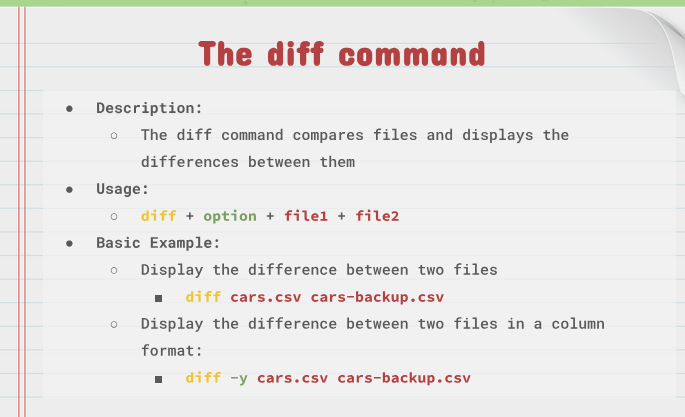 The diff command
● Description:
○ The diff command compares files and displays the
differences between them
● Usage:
○ diff + option + file1 + file2
● Basic Example:
○ Display the difference between two files
■ diff cars.csv cars-backup.csv
○ Display the difference between two files in a column
format:
■ diff -y cars.csv cars-backup.csv